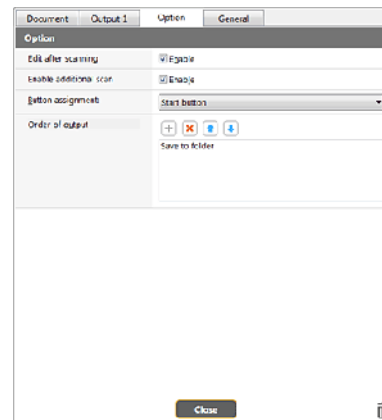 Document Output 1 Option General
Option
Edit after scanning Enable
Enable additional scan Enable
Button assignment Start button
Order of output
Save to folder
Close